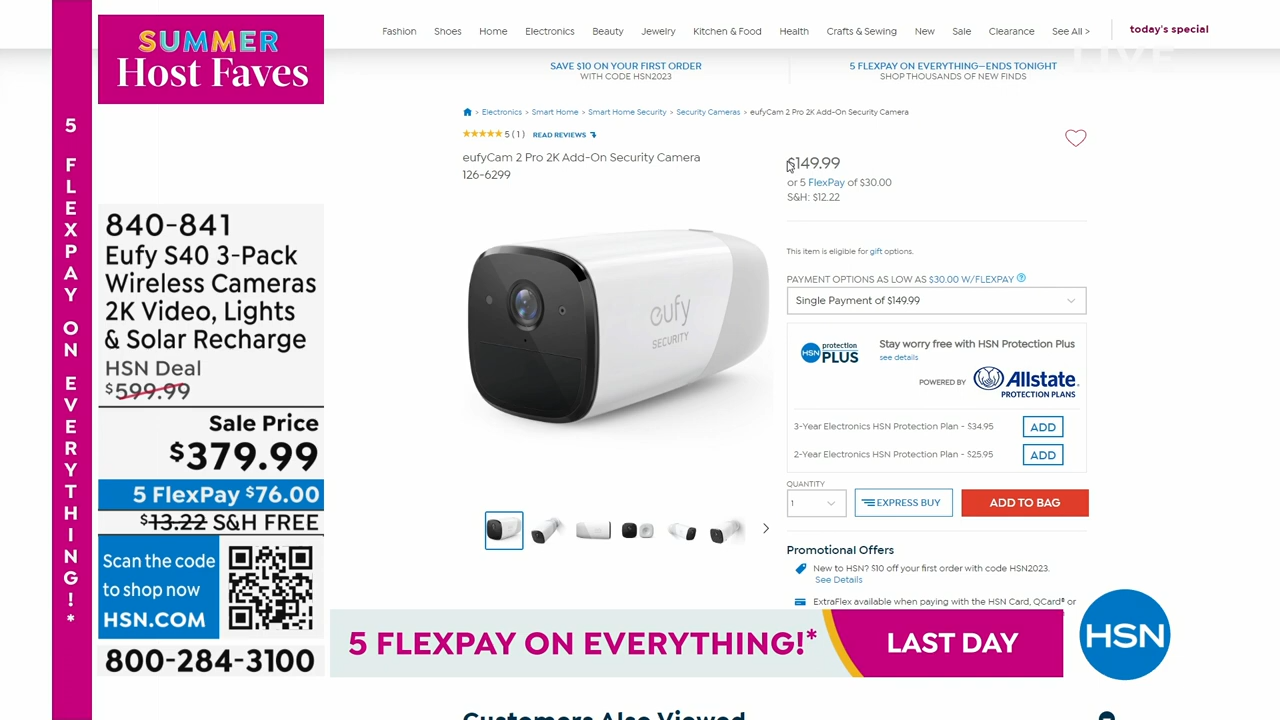 SUMMER
Host Faves
5 FLEXPAY ON EVERYTHING!*
840-841
Eufy S40 3-Pack
Wireless Cameras
2K Video, Lights
& Solar Recharge
HSN Deal
$599.99
Sale Price
$379.99
5 FlexPay $76.00
$13.22 S&H FREE
Scan the code
to shop now
HSN.COM
800-284-3100
Fashion Shoes Home Electronics Beauty Jewelry Kitchen & Food Health Crafts & Sewing New Sale Clearance See All >
today's special
LIVE
SAVE $10 ON YOUR FIRST ORDER
WITH CODE HSN2023
5 FLEXPAY ON EVERYTHING—ENDS TONIGHT
SHOP THOUSANDS OF NEW FINDS
> Electronics > Smart Home > Smart Home Security > Security Cameras > eufyCam 2 Pro 2K Add-On Security Camera
5 (1) READ REVIEWS
eufyCam 2 Pro 2K Add-On Security Camera
126-6299
eufy
SECURITY
$149.99
or 5 FlexPay of $30.00
S&H: $12.22
This item is eligible for gift options.
PAYMENT OPTIONS AS LOW AS $30.00 W/FLEXPAY ?
Single Payment of $149.99
HSN protection PLUS
Stay worry free with HSN Protection Plus
see details
POWERED BY Allstate
PROTECTION PLANS
3-Year Electronics HSN Protection Plan - $34.95 ADD
2-Year Electronics HSN Protection Plan - $25.95 ADD
QUANTITY
1 EXPRESS BUY ADD TO BAG
Promotional Offers
New to HSN? $10 off your first order with code HSN2023.
See Details
ExtraFlex available when paying with the HSN Card, QCard® or
5 FLEXPAY ON EVERYTHING!* LAST DAY
HSN
Customers Also Viewed